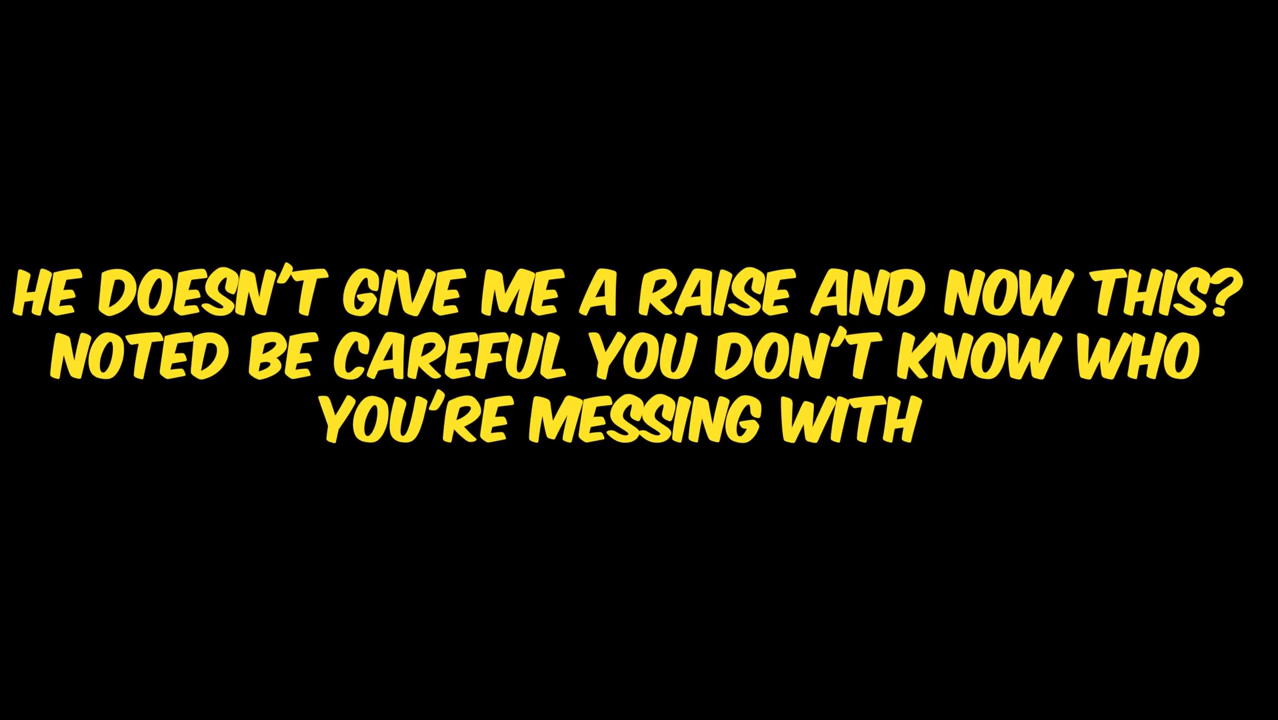 HE DOESN'T GIVE ME A RAISE AND NOW THIS?
NOTED BE CAREFUL YOU DON'T KNOW WHO
YOU'RE MESSING WITH